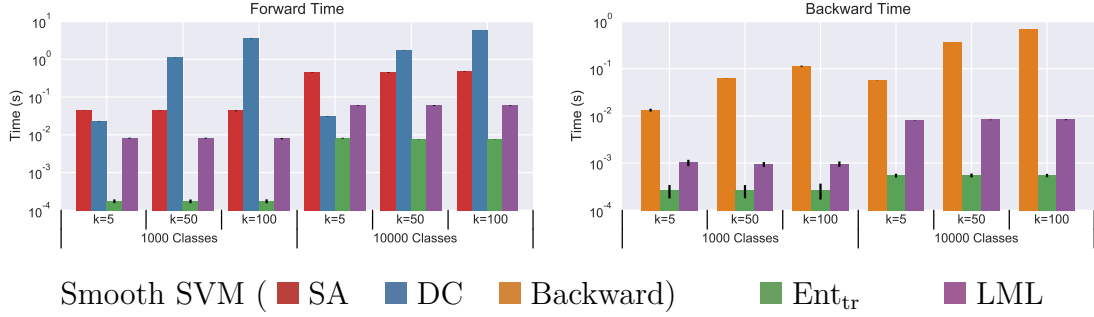 Forward Time
Time (s)
10^1
10^0
10^-1
10^-2
10^-3
10^-4
k=5 k=50 k=100 k=5 k=50 k=100
1000 Classes 10000 Classes
Backward Time
Time (s)
10^0
10^-1
10^-2
10^-3
10^-4
k=5 k=50 k=100 k=5 k=50 k=100
1000 Classes 10000 Classes
Smooth SVM ( SA DC Backward) Ent_tr LML